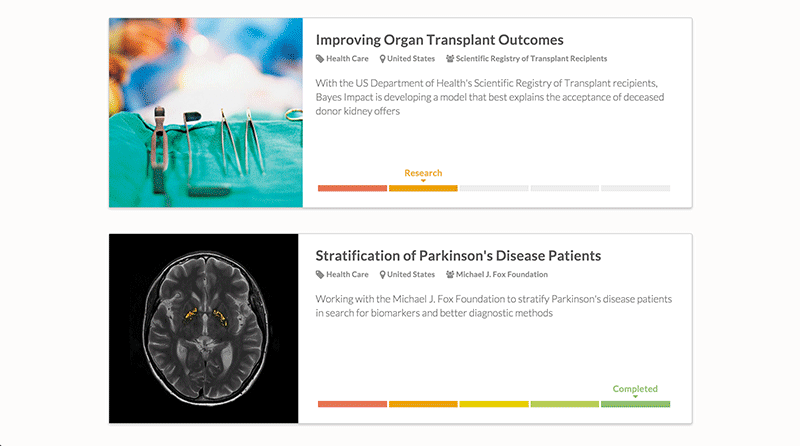 Improving Organ Transplant Outcomes
Health Care United States Scientific Registry of Transplant Recipients
With the US Department of Health's Scientific Registry of Transplant recipients,
Bayes Impact is developing a model that best explains the acceptance of deceased
donor kidney offers
Research
Stratification of Parkinson's Disease Patients
Health Care United States Michael J. Fox Foundation
Working with the Michael J. Fox Foundation to stratify Parkinson's disease patients
in search for biomarkers and better diagnostic methods
Completed